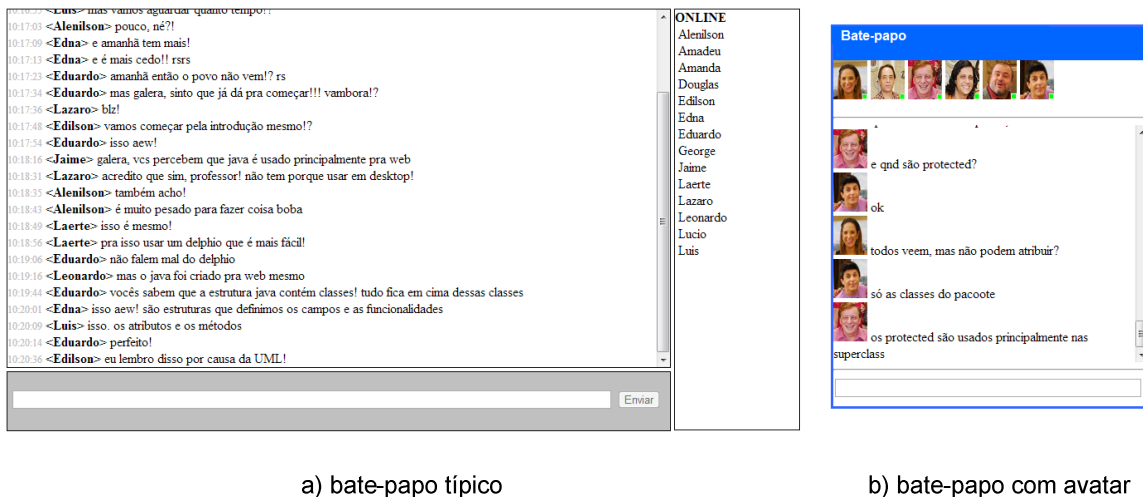 10:16:55 <Luis> mas vamos aguardar quanto tempo??
10:17:03 <Alenilson> pouco, né?!
10:17:09 <Edna> e amanhã tem mais!
10:17:13 <Edna> e é mais cedo!! rsrs
10:17:23 <Eduardo> amanhã então o povo não vem!? rs
10:17:34 <Eduardo> mas galera, sinto que já dá pra começar!!! vambora!?
10:17:36 <Lazaro> blz!
10:17:48 <Edilson> vamos começar pela introdução mesmo!?
10:17:54 <Eduardo> isso aew!
10:18:16 <Jaime> galera, vcs percebem que java é usado principalmente pra web
10:18:31 <Lazaro> acredito que sim, professor! não tem porque usar em desktop!
10:18:35 <Alenilson> também acho!
10:18:43 <Alenilson> é muito pesado para fazer coisa boba
10:18:49 <Laerte> isso é mesmo!
10:18:56 <Laerte> pra isso usar um delphio que é mais fácil!
10:19:06 <Eduardo> não falem mal do delphio
10:19:16 <Leonardo> mas o java foi criado pra web mesmo
10:19:44 <Eduardo> vocês sabem que a estrutura java contém classes! tudo fica em cima dessas classes
10:20:01 <Edna> isso aew! são estruturas que definimos os campos e as funcionalidades
10:20:09 <Luis> isso. os atributos e os métodos
10:20:14 <Eduardo> perfeito!
10:20:36 <Edilson> eu lembro disso por causa da UML!
Enviar
ONLINE
Alenilson
Amadeu
Amanda
Douglas
Edilson
Edna
Eduardo
George
Jaime
Laerte
Lazaro
Leonardo
Lucio
Luis
a) bate-papo típico
Bate-papo
e qnd são protected?
ok
todos veem, mas não podem atribuir?
só as classes do pacoote
os protected são usados principalmente nas
superclass
b) bate-papo com avatar